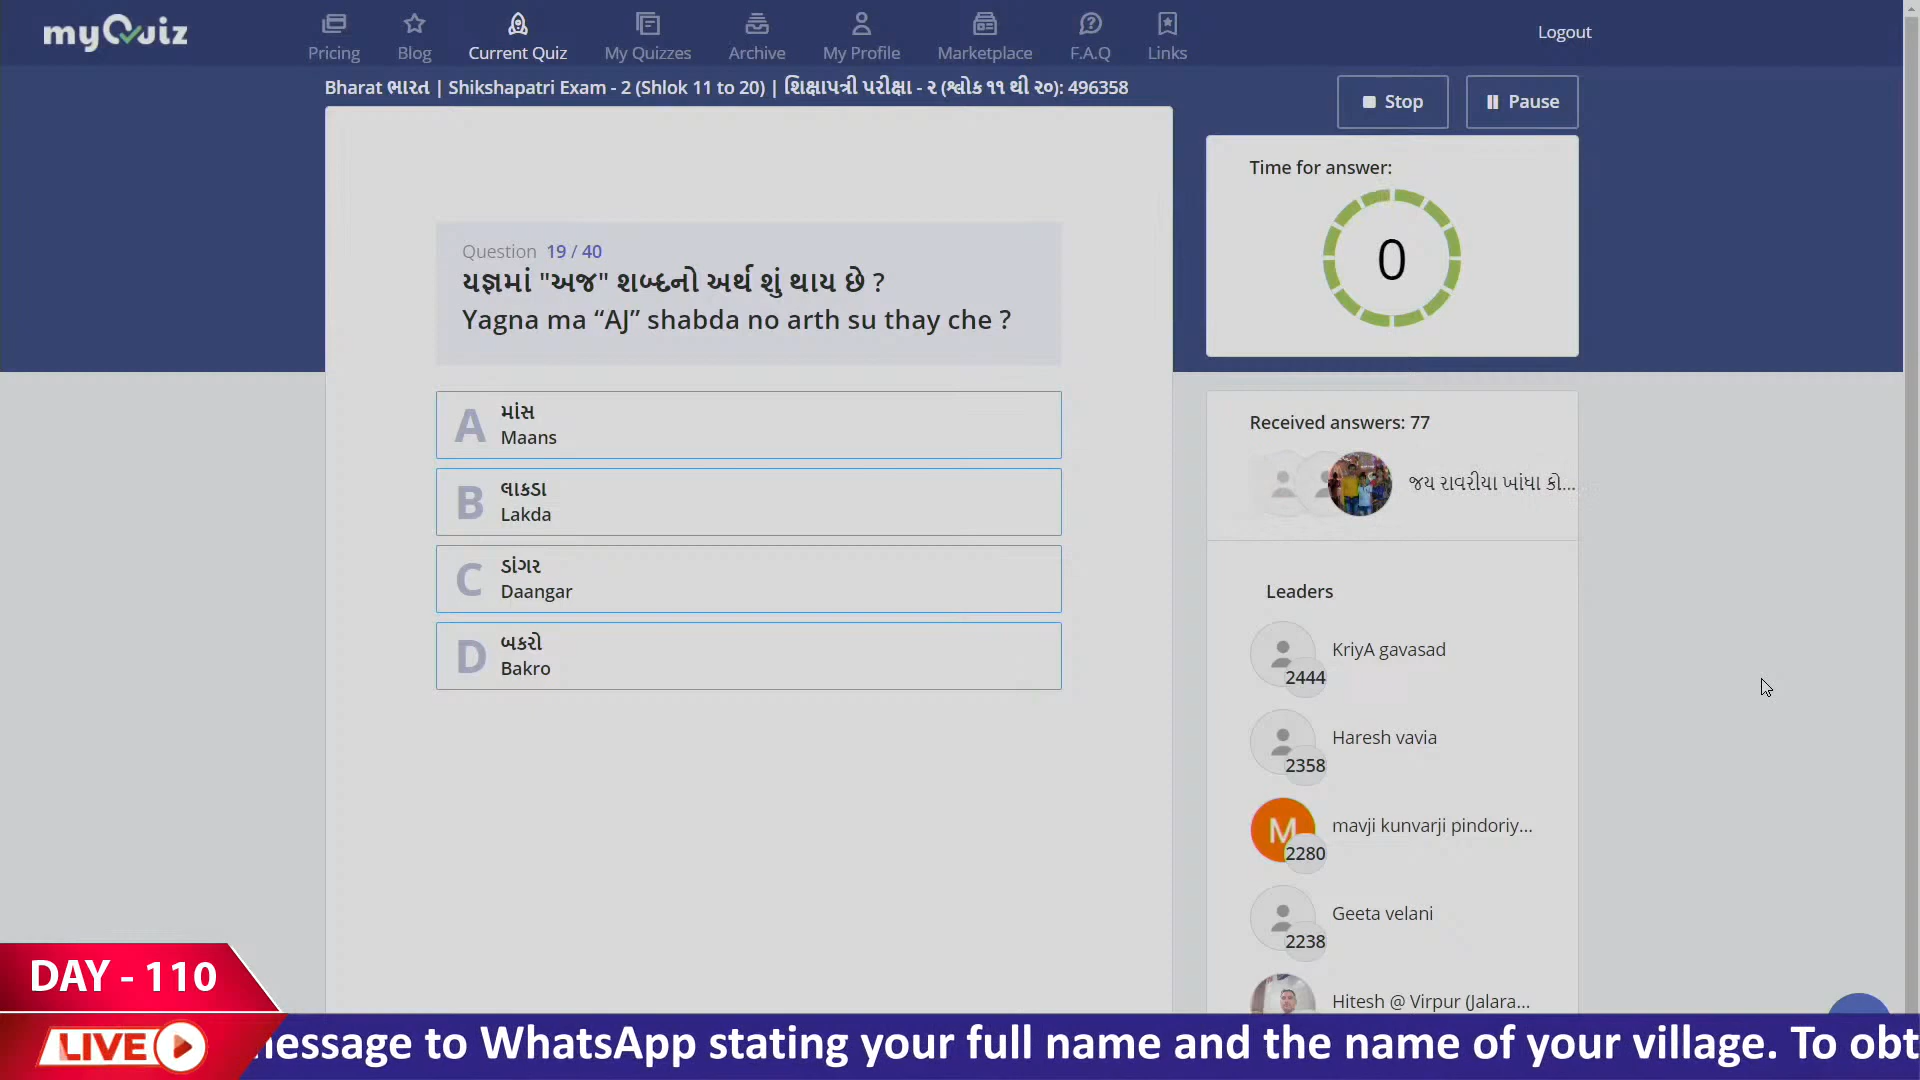 myQuiz
Pricing
Blog
Current Quiz
My Quizzes
Archive
My Profile
Marketplace
F.A.Q
Links
Logout
Bharat ભારત | Shikshapatri Exam - 2 (Shlok 11 to 20) | શિક્ષાપત્રી પરીક્ષા - ૨ (શ્લોક ૧૧ થી ૨૦): 496358
Stop
Pause
Time for answer:
0
Question 19 / 40
યજ્ઞમાં "અજ" શબ્દનો અર્થ શું થાય છે ?
Yagna ma “AJ” shabda no arth su thay che ?
A
માંસ
Maans
B
લાકડા
Lakda
C
ડાંગર
Daangar
D
બકરો
Bakro
Received answers: 77
જય રાવરીયા ખાંધા કો...
Leaders
KriyA gavasad
2444
Haresh vavia
2358
M
mavji kunvarji pindoriy...
2280
Geeta velani
2238
Hitesh @ Virpur (Jalara...
DAY - 110
LIVE
essage to WhatsApp stating your full name and the name of your village. To obt